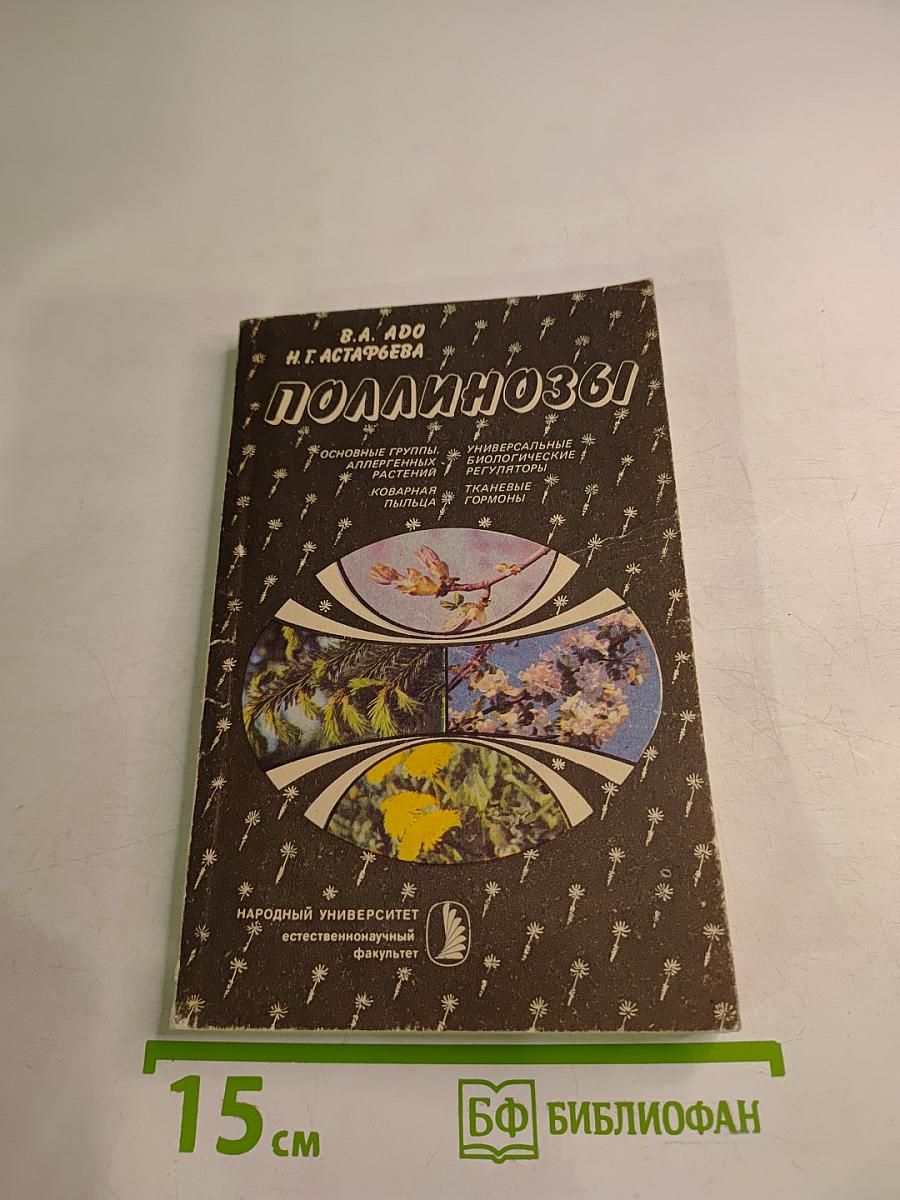 В.А. АДО
Н.Г. АСТАФЬЕВА
ПОЛЛИНОЗЫ
ОСНОВНЫЕ ГРУППЫ
АЛЛЕРГЕННЫХ
РАСТЕНИЙ
КОВАРНАЯ
ПЫЛЬЦА
УНИВЕРСАЛЬНЫЕ
БИОЛОГИЧЕСКИЕ
РЕГУЛЯТОРЫ
ТКАНЕВЫЕ
ГОРМОНЫ
НАРОДНЫЙ УНИВЕРСИТЕТ
естественнонаучный
факультет
15 см
БФ БИБЛИОФАН